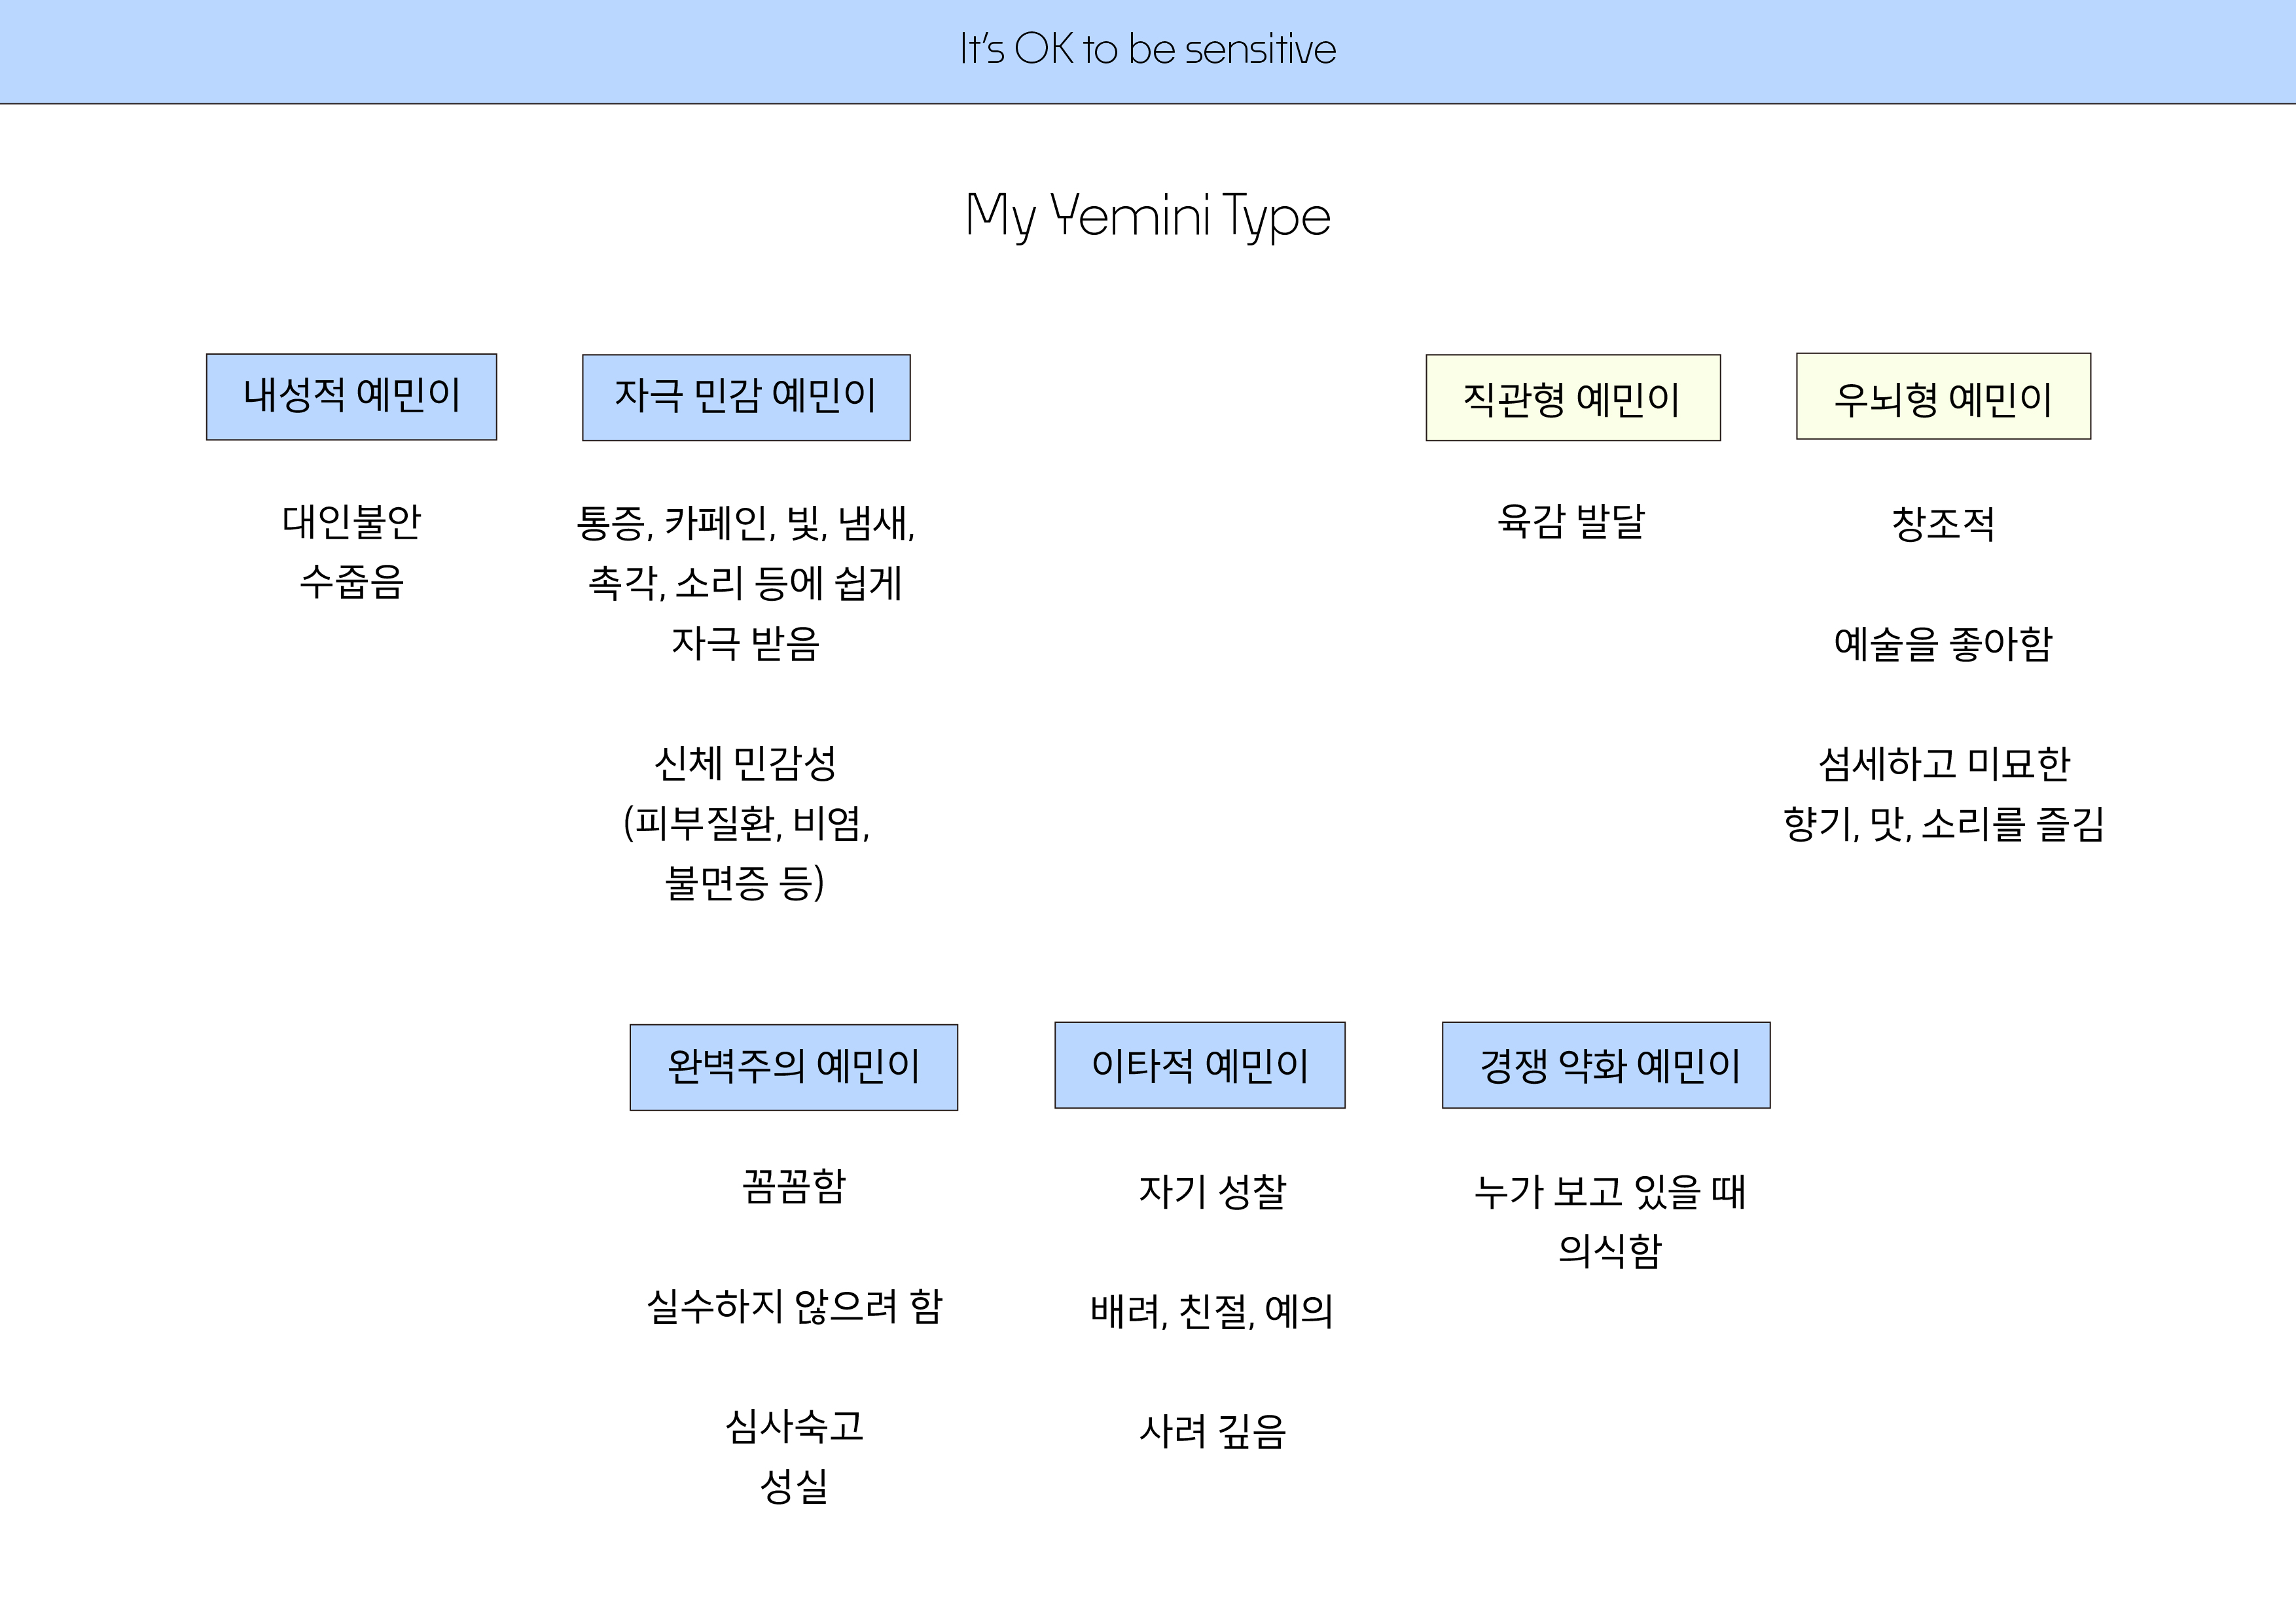 It's OK to be sensitive
My Yemini Type
내성적 예민이
대인불안
수줍음
자극 민감 예민이
통증, 카페인, 빛, 냄새,
촉각, 소리 등에 쉽게
자극 받음
신체 민감성
(피부질환, 비염,
불면증 등)
직관형 예민이
육감 발달
우뇌형 예민이
창조적
예술을 좋아함
섬세하고 미묘한
향기, 맛, 소리를 즐김
완벽주의 예민이
꼼꼼함
실수하지 않으려 함
심사숙고
성실
이타적 예민이
자기 성찰
배려, 친절, 예의
사려 깊음
경쟁 약화 예민이
누가 보고 있을 때
의식함